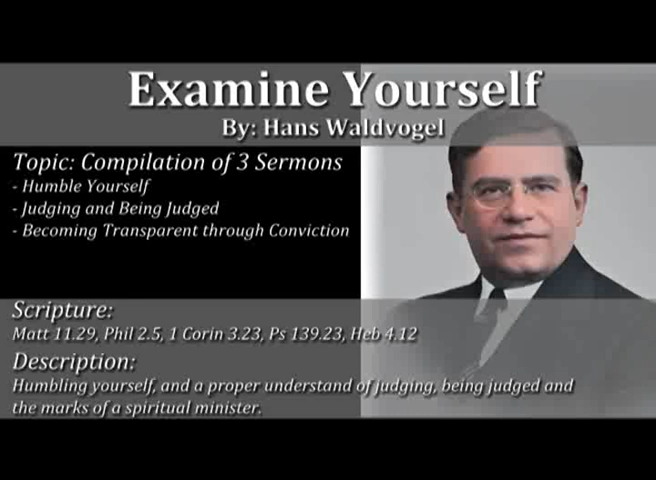 Examine Yourself
By: Hans Waldvogel
Topic: Compilation of 3 Sermons
- Humble Yourself
- Judging and Being Judged
- Becoming Transparent through Conviction
Scripture:
Matt 11.29, Phil 2.5, 1 Corin 3.23, Ps 139.23, Heb 4.12
Description:
Humbling yourself, and a proper understand of judging, being judged and
the marks of a spiritual minister.